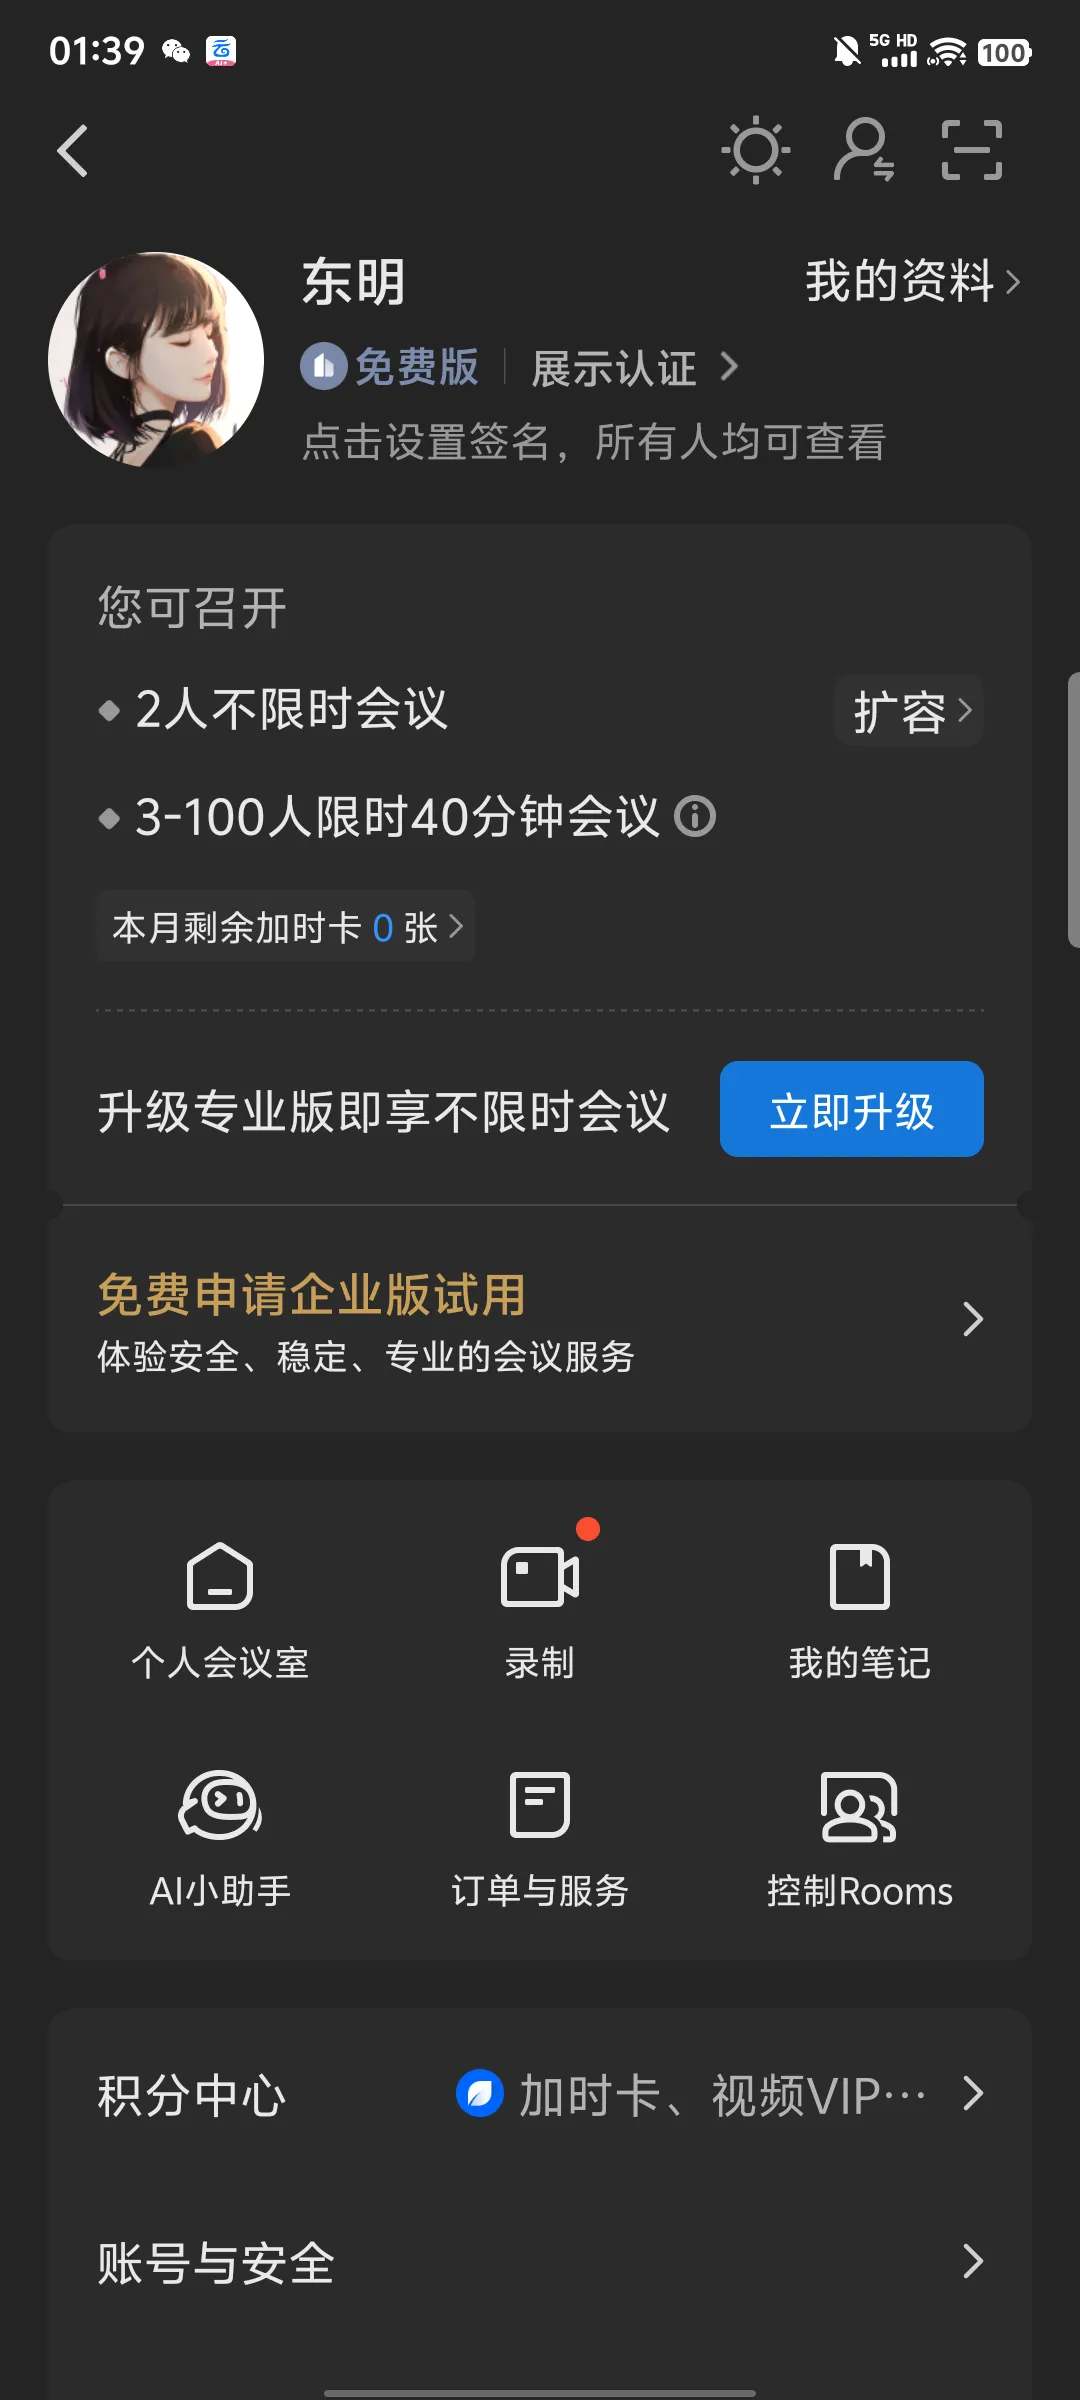 01:39
5G HD
100
东明
我的资料
免费版
展示认证
点击设置签名，所有人均可查看
您可召开
2人不限时会议
扩容
3-100人限时40分钟会议
本月剩余加时卡 0 张
升级专业版即享不限时会议
立即升级
免费申请企业版试用
体验安全、稳定、专业的会议服务
个人会议室
录制
我的笔记
AI小助手
订单与服务
控制Rooms
积分中心
加时卡、视频VIP…
账号与安全